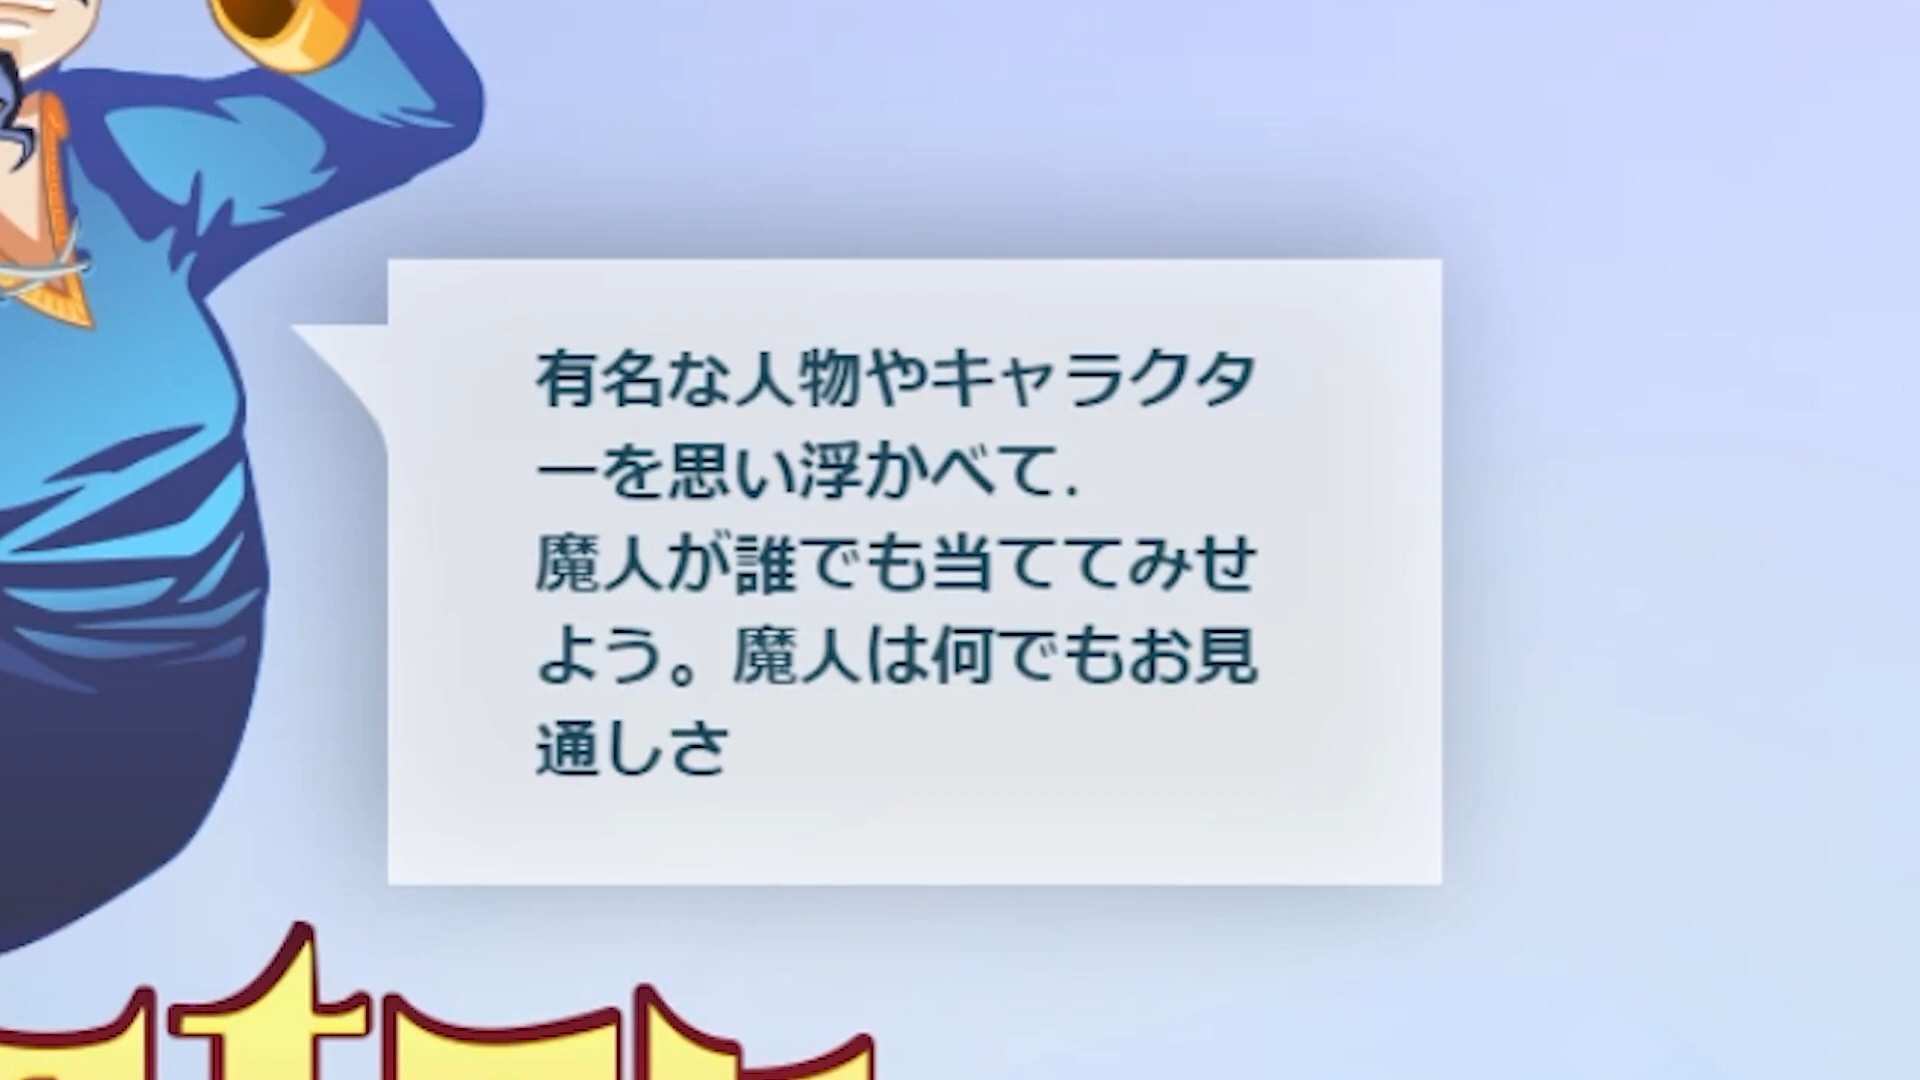 有名な人物やキャラクタ
ーを思い浮かべて.
魔人が誰でも当ててみせ
よう。魔人は何でもお見
通しさ